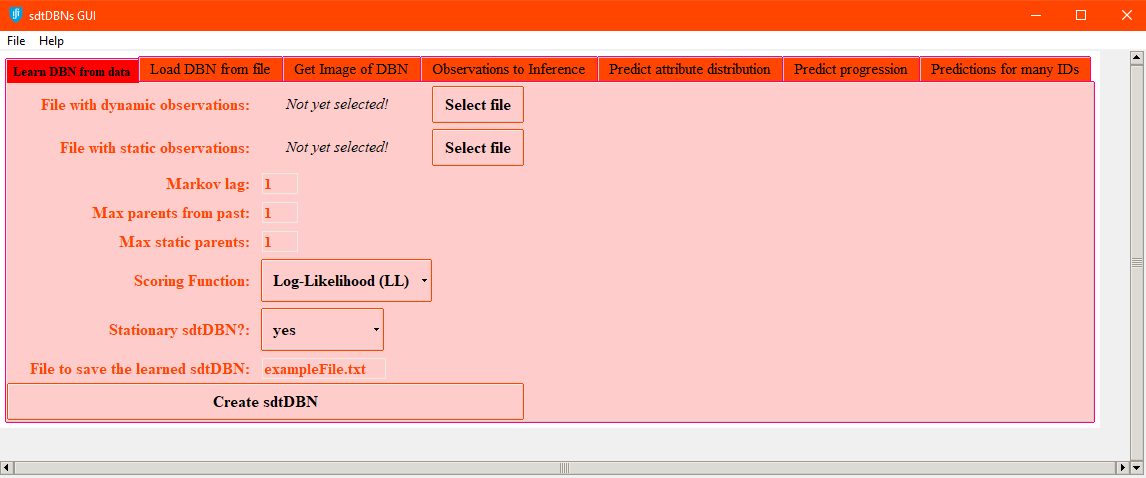 sdtDBNs GUI
File Help
Learn DBN from data Load DBN from file Get Image of DBN Observations to Inference Predict attribute distribution Predict progression Predictions for many IDs
File with dynamic observations: Not yet selected! Select file
File with static observations: Not yet selected! Select file
Markov lag: 1
Max parents from past: 1
Max static parents: 1
Scoring Function: Log-Likelihood (LL)
Stationary sdtDBN?: yes
File to save the learned sdtDBN: exampleFile.txt
Create sdtDBN